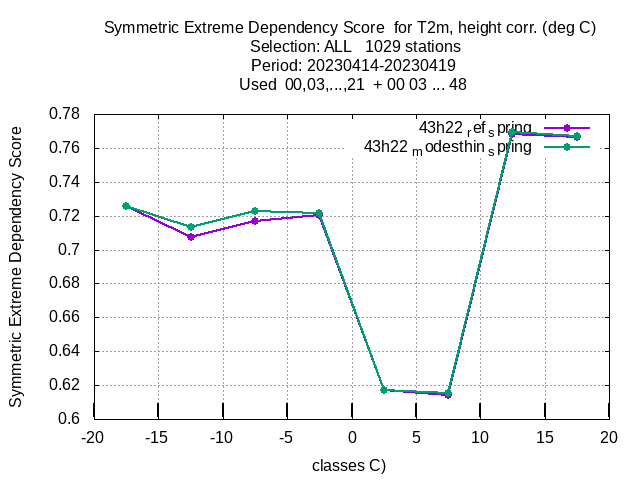 Symmetric Extreme Dependency Score  for T2m, height corr. (deg C)
Selection: ALL   1029 stations
Period: 20230414-20230419
Used  00,03,...,21  + 00 03 ... 48
43h22 ref spring
43h22 modesthin spring
Symmetric Extreme Dependency Score
0.78
0.76
0.74
0.72
0.7
0.68
0.66
0.64
0.62
0.6
-20 -15 -10 -5 0 5 10 15 20
classes C)